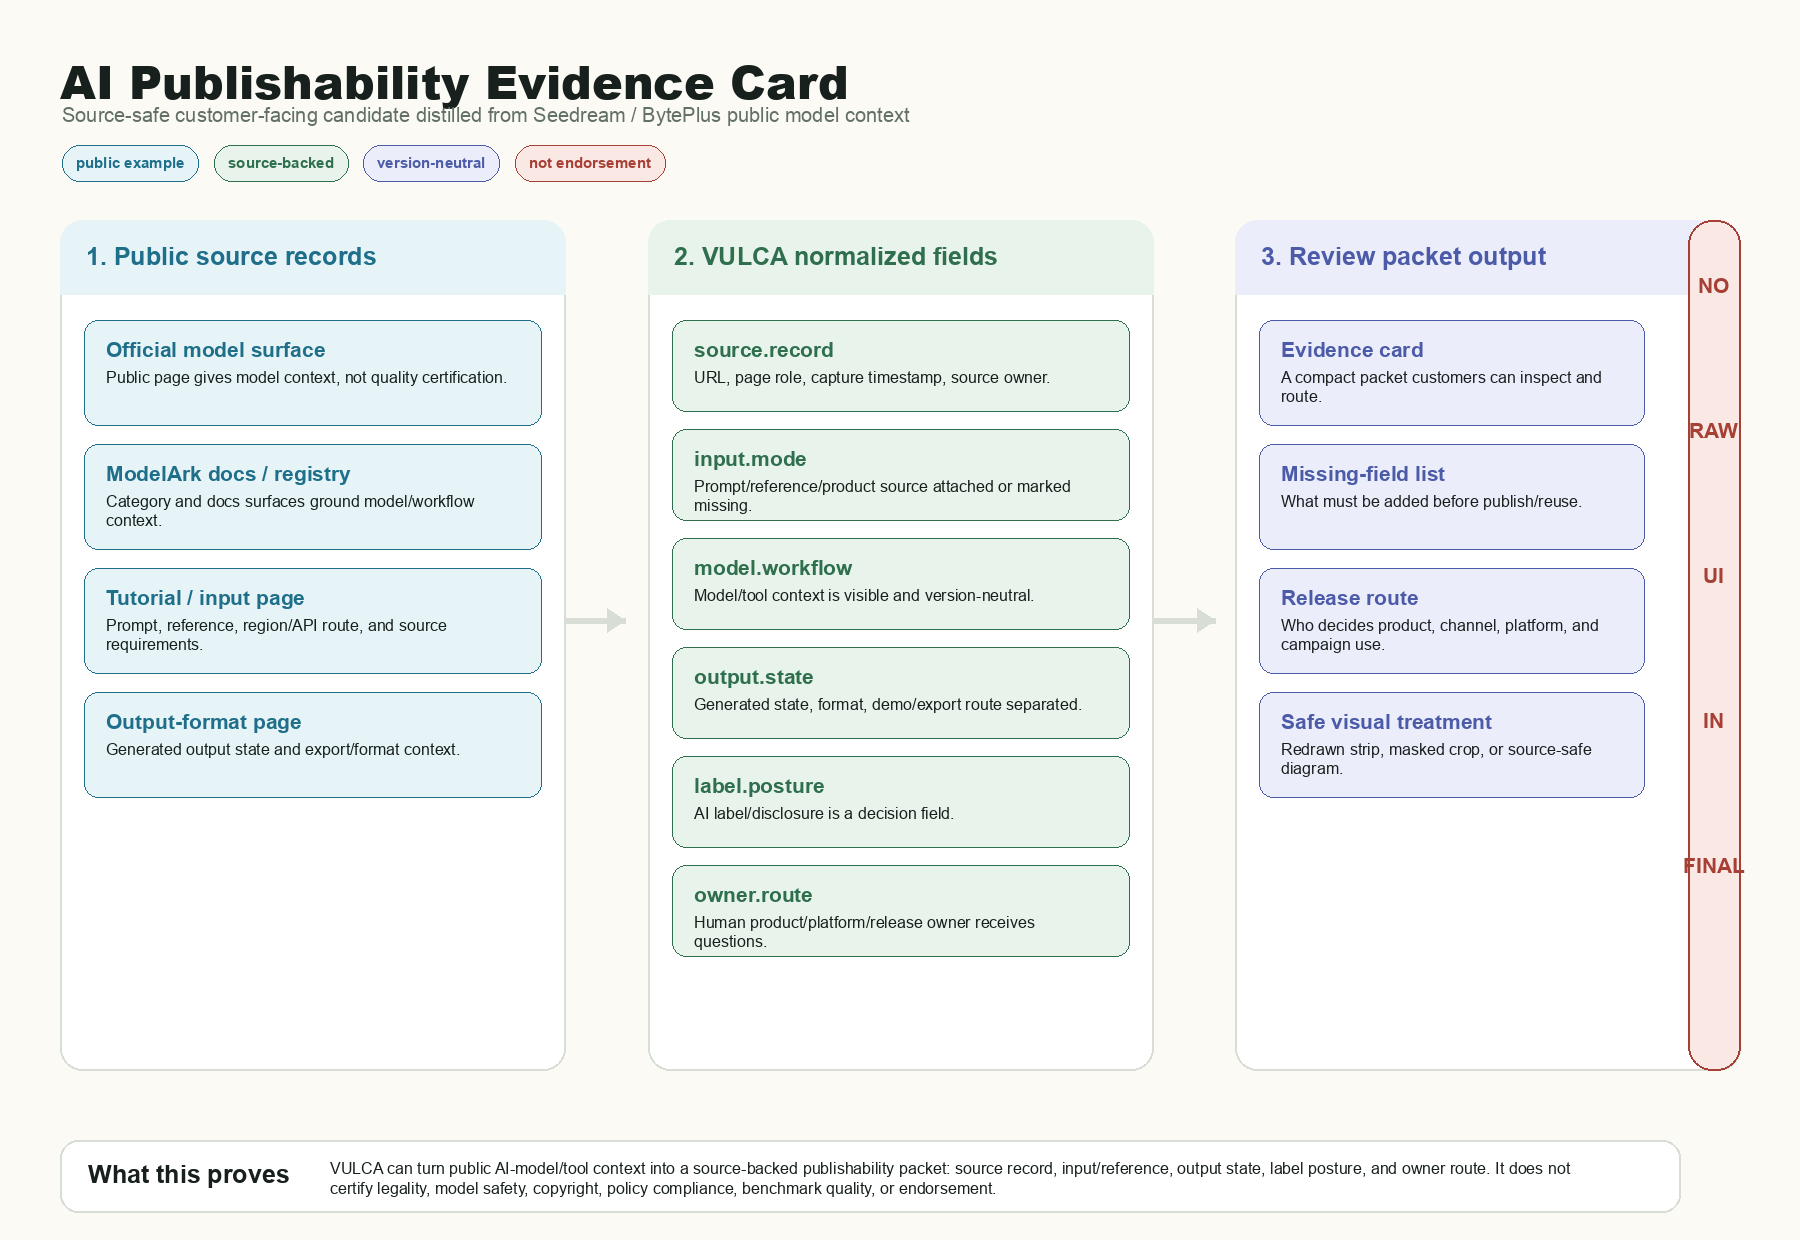 AI Publishability Evidence Card
Source-safe customer-facing candidate distilled from Seedream / BytePlus public model context
public example
source-backed
version-neutral
not endorsement
1. Public source records
Official model surface
Public page gives model context, not quality certification.
ModelArk docs / registry
Category and docs surfaces ground model/workflow
context.
Tutorial / input page
Prompt, reference, region/API route, and source
requirements.
Output-format page
Generated output state and export/format context.
2. VULCA normalized fields
source.record
URL, page role, capture timestamp, source owner.
input.mode
Prompt/reference/product source attached or marked
missing.
model.workflow
Model/tool context is visible and version-neutral.
output.state
Generated state, format, demo/export route separated.
label.posture
AI label/disclosure is a decision field.
owner.route
Human product/platform/release owner receives
questions.
3. Review packet output
Evidence card
A compact packet customers can inspect and
route.
Missing-field list
What must be added before publish/reuse.
Release route
Who decides product, channel, platform, and
campaign use.
Safe visual treatment
Redrawn strip, masked crop, or source-safe
diagram.
NO
RAW
UI
IN
FINAL
What this proves
VULCA can turn public AI-model/tool context into a source-backed publishability packet: source record, input/reference, output state, label posture, and owner route. It does not
certify legality, model safety, copyright, policy compliance, benchmark quality, or endorsement.